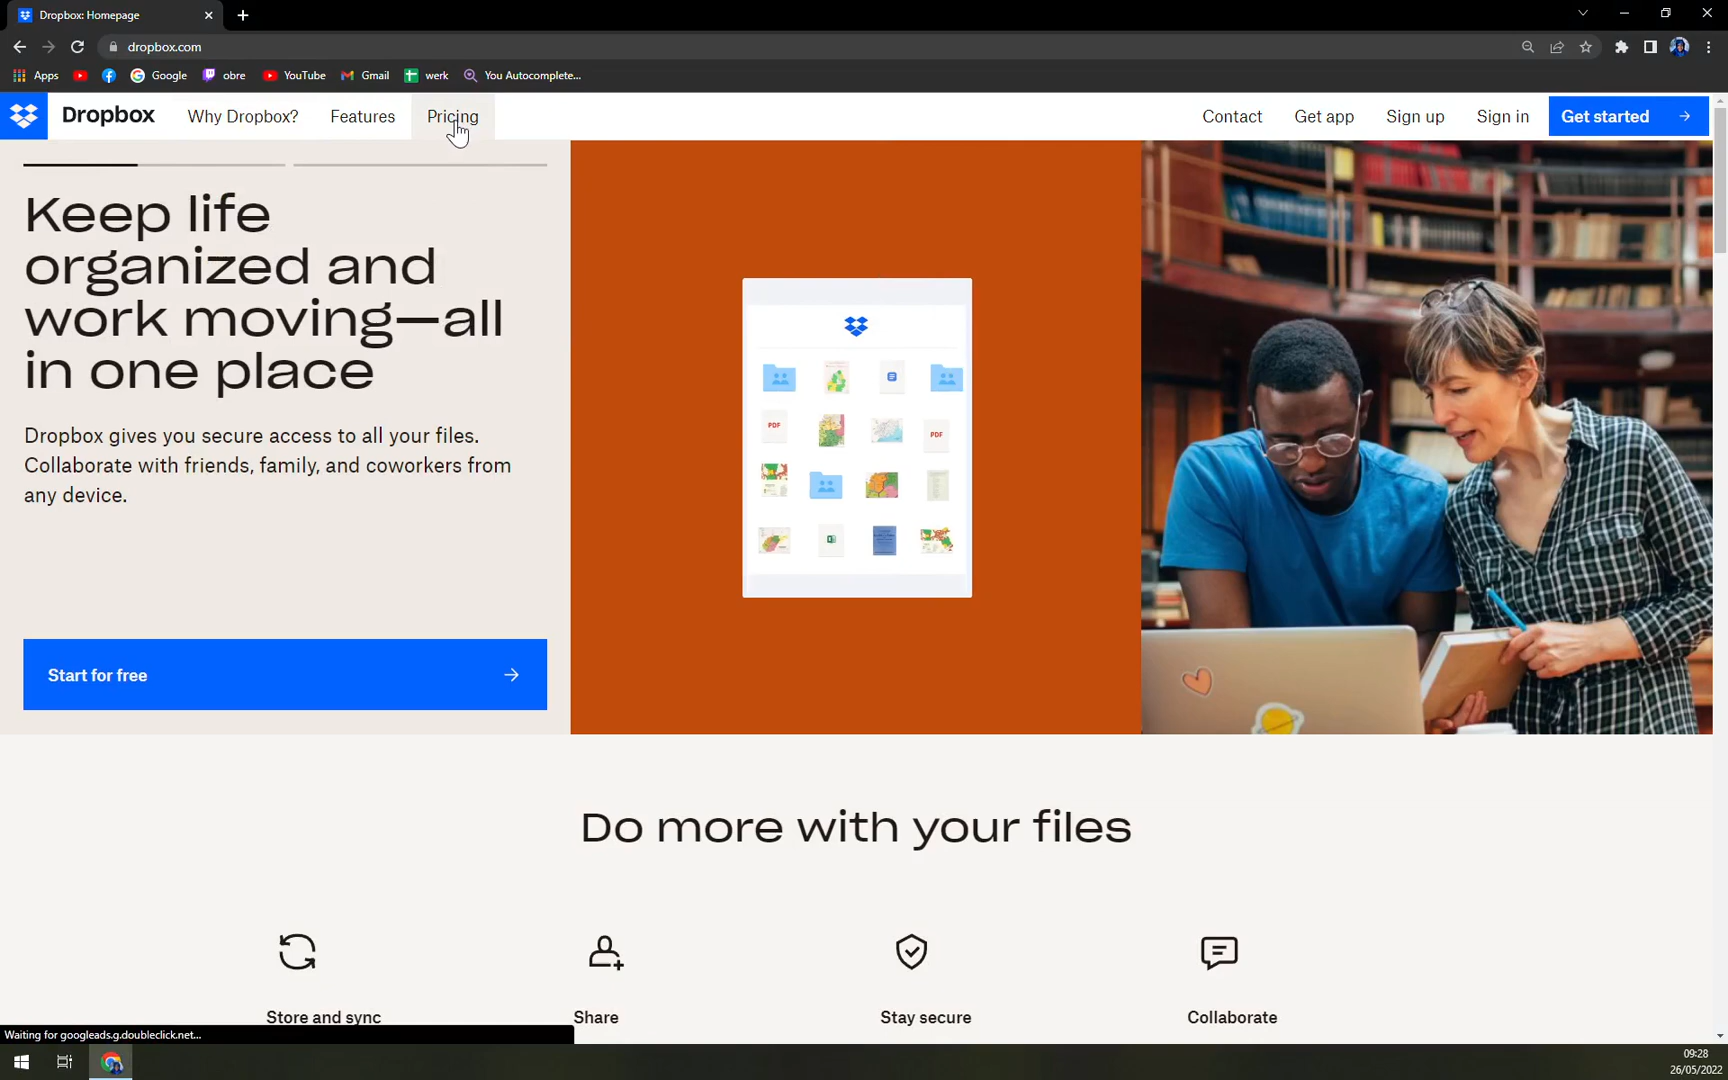 Dropbox: Homepage
dropbox.com
Apps
Google
obre
YouTube
Gmail
werk
You Autocomplete...
Dropbox
Why Dropbox?
Features
Pricing
Contact
Get app
Sign up
Sign in
Get started
Keep life
organized and
work moving—all
in one place
Dropbox gives you secure access to all your files.
Collaborate with friends, family, and coworkers from
any device.
Start for free
PDF
PDF
Do more with your files
Store and sync
Share
Stay secure
Collaborate
Waiting for googleads.g.doubleclick.net...
09:28
26/05/2022